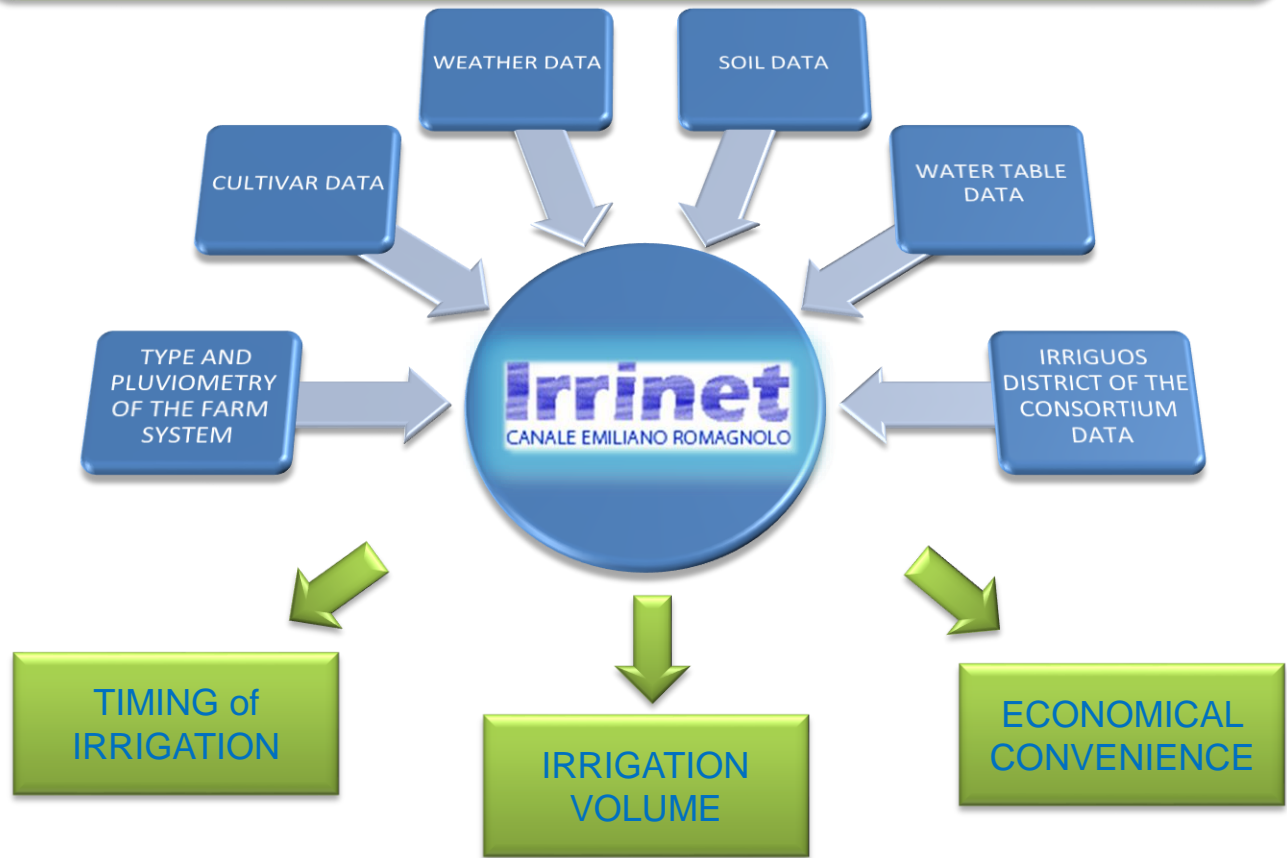 WEATHER DATA
SOIL DATA
CULTIVAR DATA
WATER TABLE
DATA
TYPE AND
PLUVIOMETRY
OF THE FARM
SYSTEM
IRRIGUOS
DISTRICT OF THE
CONSORTIUM
DATA
Irrinet
CANALE EMILIANO ROMAGNOLO
TIMING of
IRRIGATION
IRRIGATION
VOLUME
ECONOMICAL
CONVENIENCE